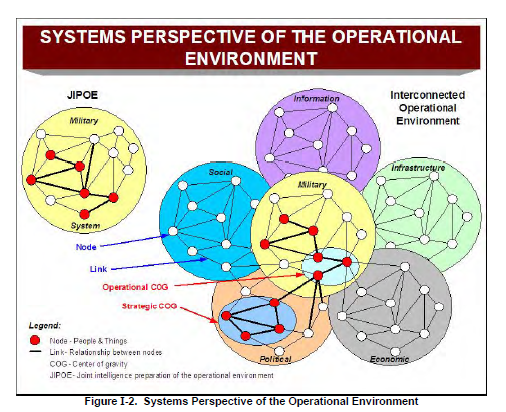 SYSTEMS PERSPECTIVE OF THE OPERATIONAL
ENVIRONMENT
JIPOE
Military
System
Information
Interconnected
Operational
Environment
Social
Military
Infrastructure
Node
Link
Operational COG
Strategic COG
Political
Economic
Legend:
Node - People & Things
Link - Relationship between nodes
COG - Center of gravity
JIPOE - Joint intelligence preparation of the operational environment
Figure I-2. Systems Perspective of the Operational Environment